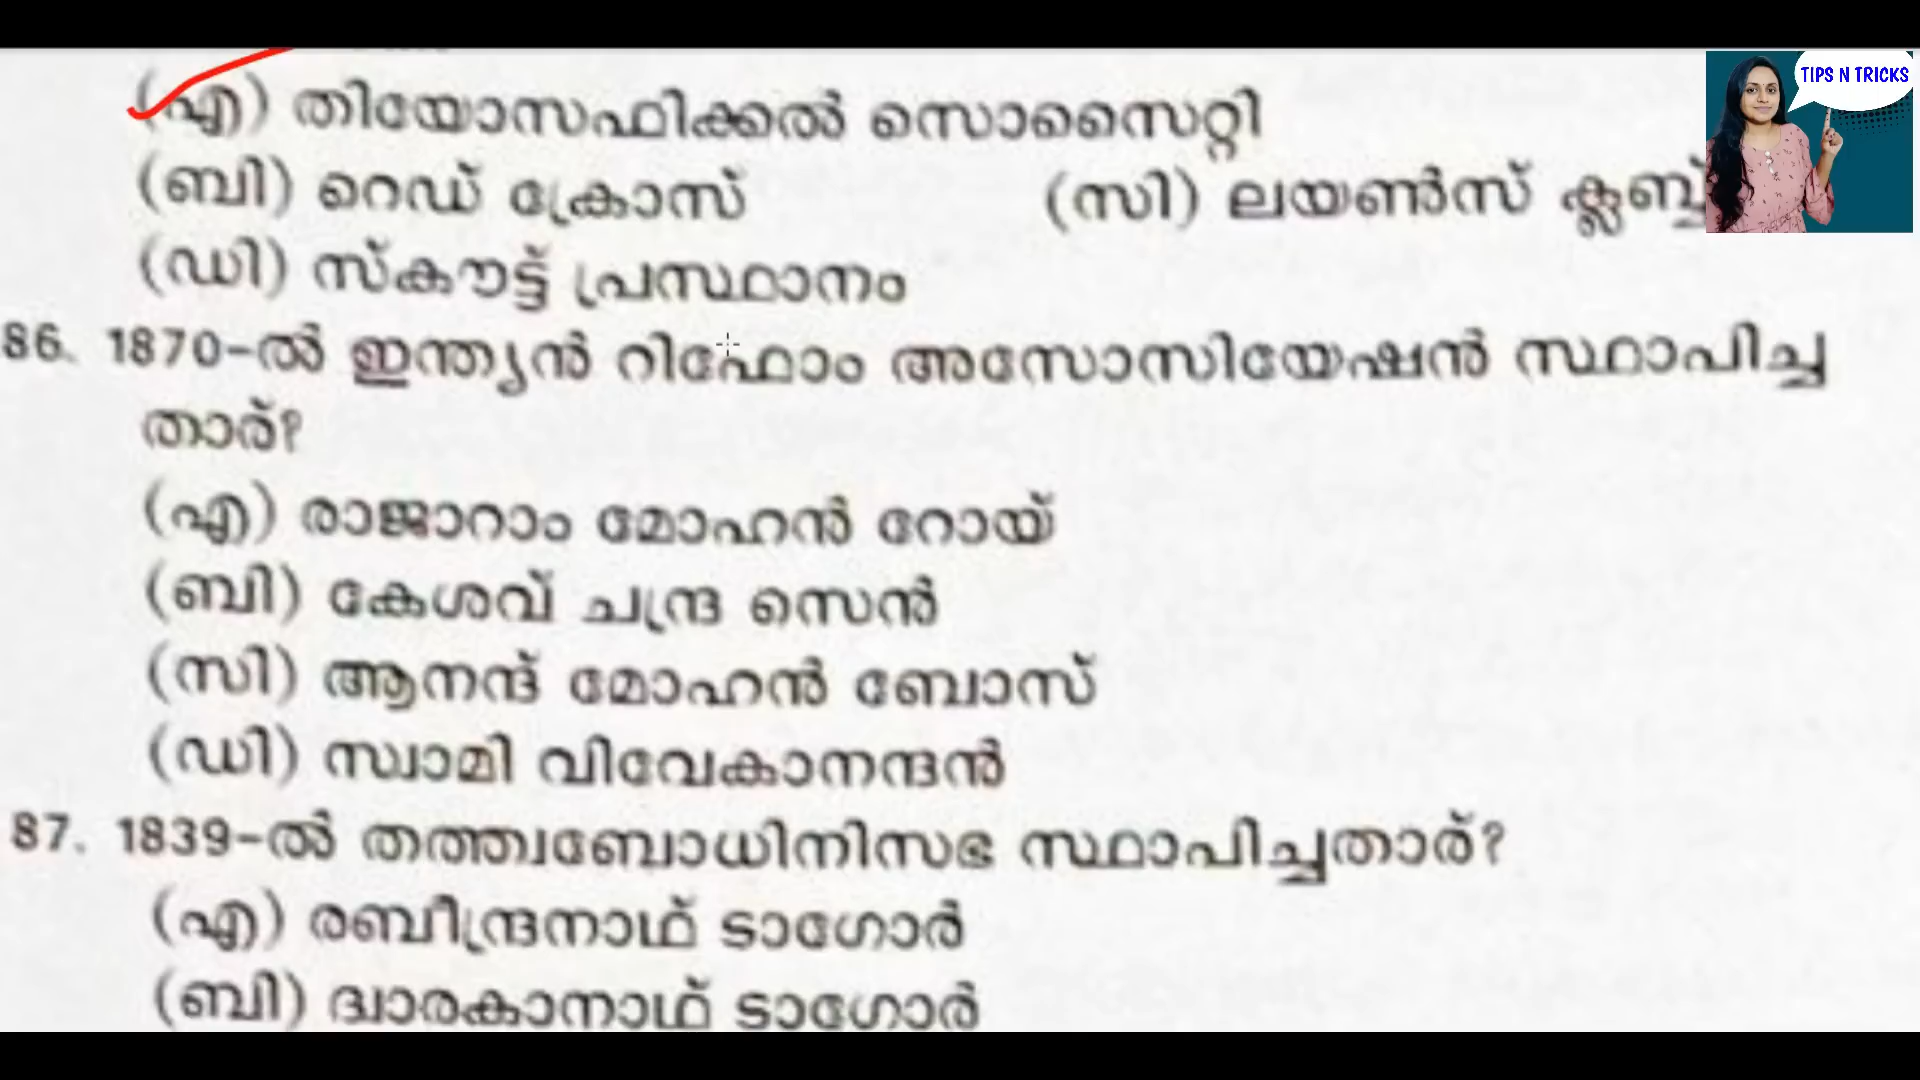 (എ) തിയോസഫിക്കൽ സൊസൈറ്റി
TIPS N TRICKS
(ബി) റെഡ് ക്രോസ് (സി) ലയൺസ് ക്ലബ്ബ്
(ഡി) സ്കൗട്ട് പ്രസ്ഥാനം
86. 1870-ൽ ഇന്ത്യൻ റിഫോം അസോസിയേഷൻ സ്ഥാപിച്ച
താര്?
(എ) രാജാറാം മോഹൻ റോയ്
(ബി) കേശവ് ചന്ദ്ര സെൻ
(സി) ആനന്ദ് മോഹൻ ബോസ്
(ഡി) സ്വാമി വിവേകാനന്ദൻ
87. 1839-ൽ തത്ത്വബോധിനിസഭ സ്ഥാപിച്ചതാര്?
(എ) രബീന്ദ്രനാഥ് ടാഗോർ
(ബി) ദ്വാരകാനാഥ് ടാഗോർ